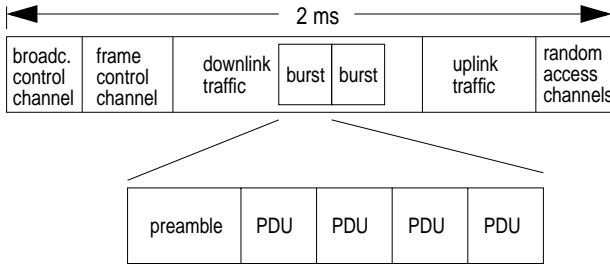 2 ms
broadc.
control
channel
frame
control
channel
downlink
traffic
burst
burst
uplink
traffic
random
access
channels
preamble
PDU
PDU
PDU
PDU